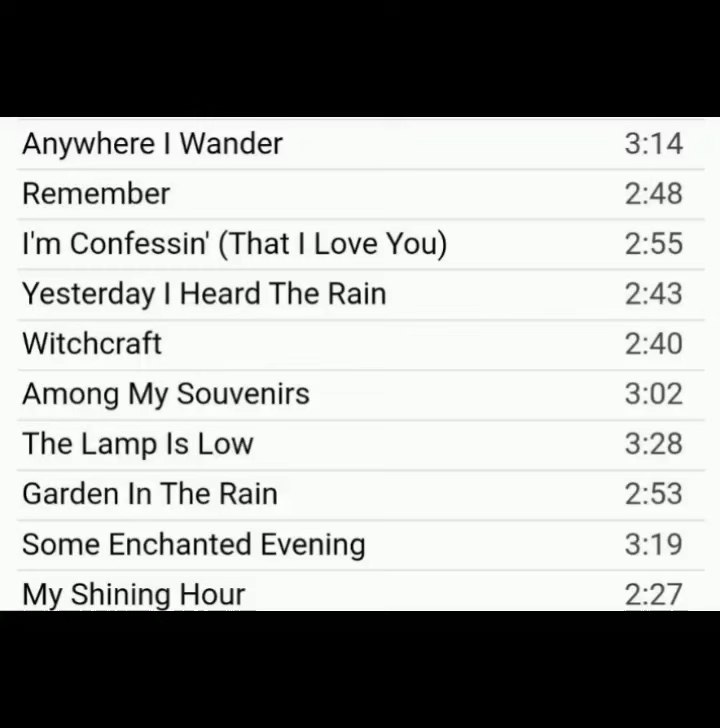 Anywhere I Wander 3:14
Remember 2:48
I'm Confessin' (That I Love You) 2:55
Yesterday I Heard The Rain 2:43
Witchcraft 2:40
Among My Souvenirs 3:02
The Lamp Is Low 3:28
Garden In The Rain 2:53
Some Enchanted Evening 3:19
My Shining Hour 2:27